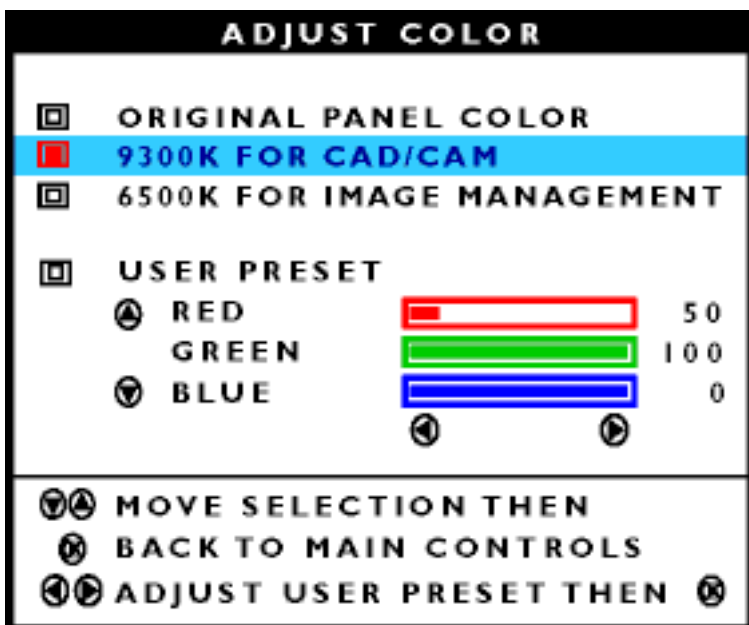 ADJUST COLOR
ORIGINAL PANEL COLOR
9300K FOR CAD/CAM
6500K FOR IMAGE MANAGEMENT
USER PRESET
RED 50
GREEN 100
BLUE 0
MOVE SELECTION THEN
BACK TO MAIN CONTROLS
ADJUST USER PRESET THEN OK